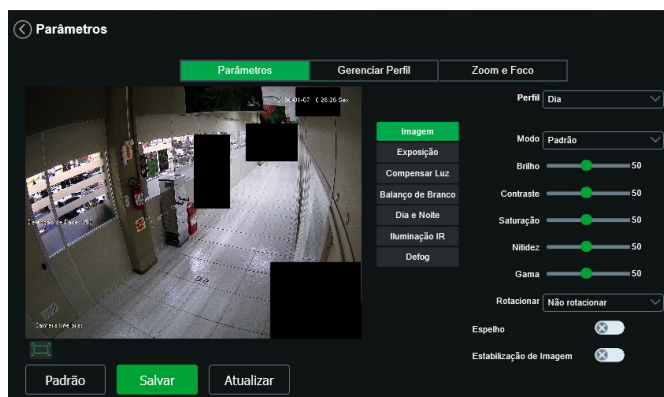 Parâmetros
Parâmetros
Gerenciar Perfil
Zoom e Foco
Perfil Dia
Imagem
Exposição
Compensar Luz
Balanço de Branco
Dia e Noite
Iluminação IR
Defog
Modo Padrão
Brilho 50
Contraste 50
Saturação 50
Nitidez 50
Gama 50
Rotacionar Não rotacionar
Espelho
Estabilização de Imagem
Padrão
Salvar
Atualizar